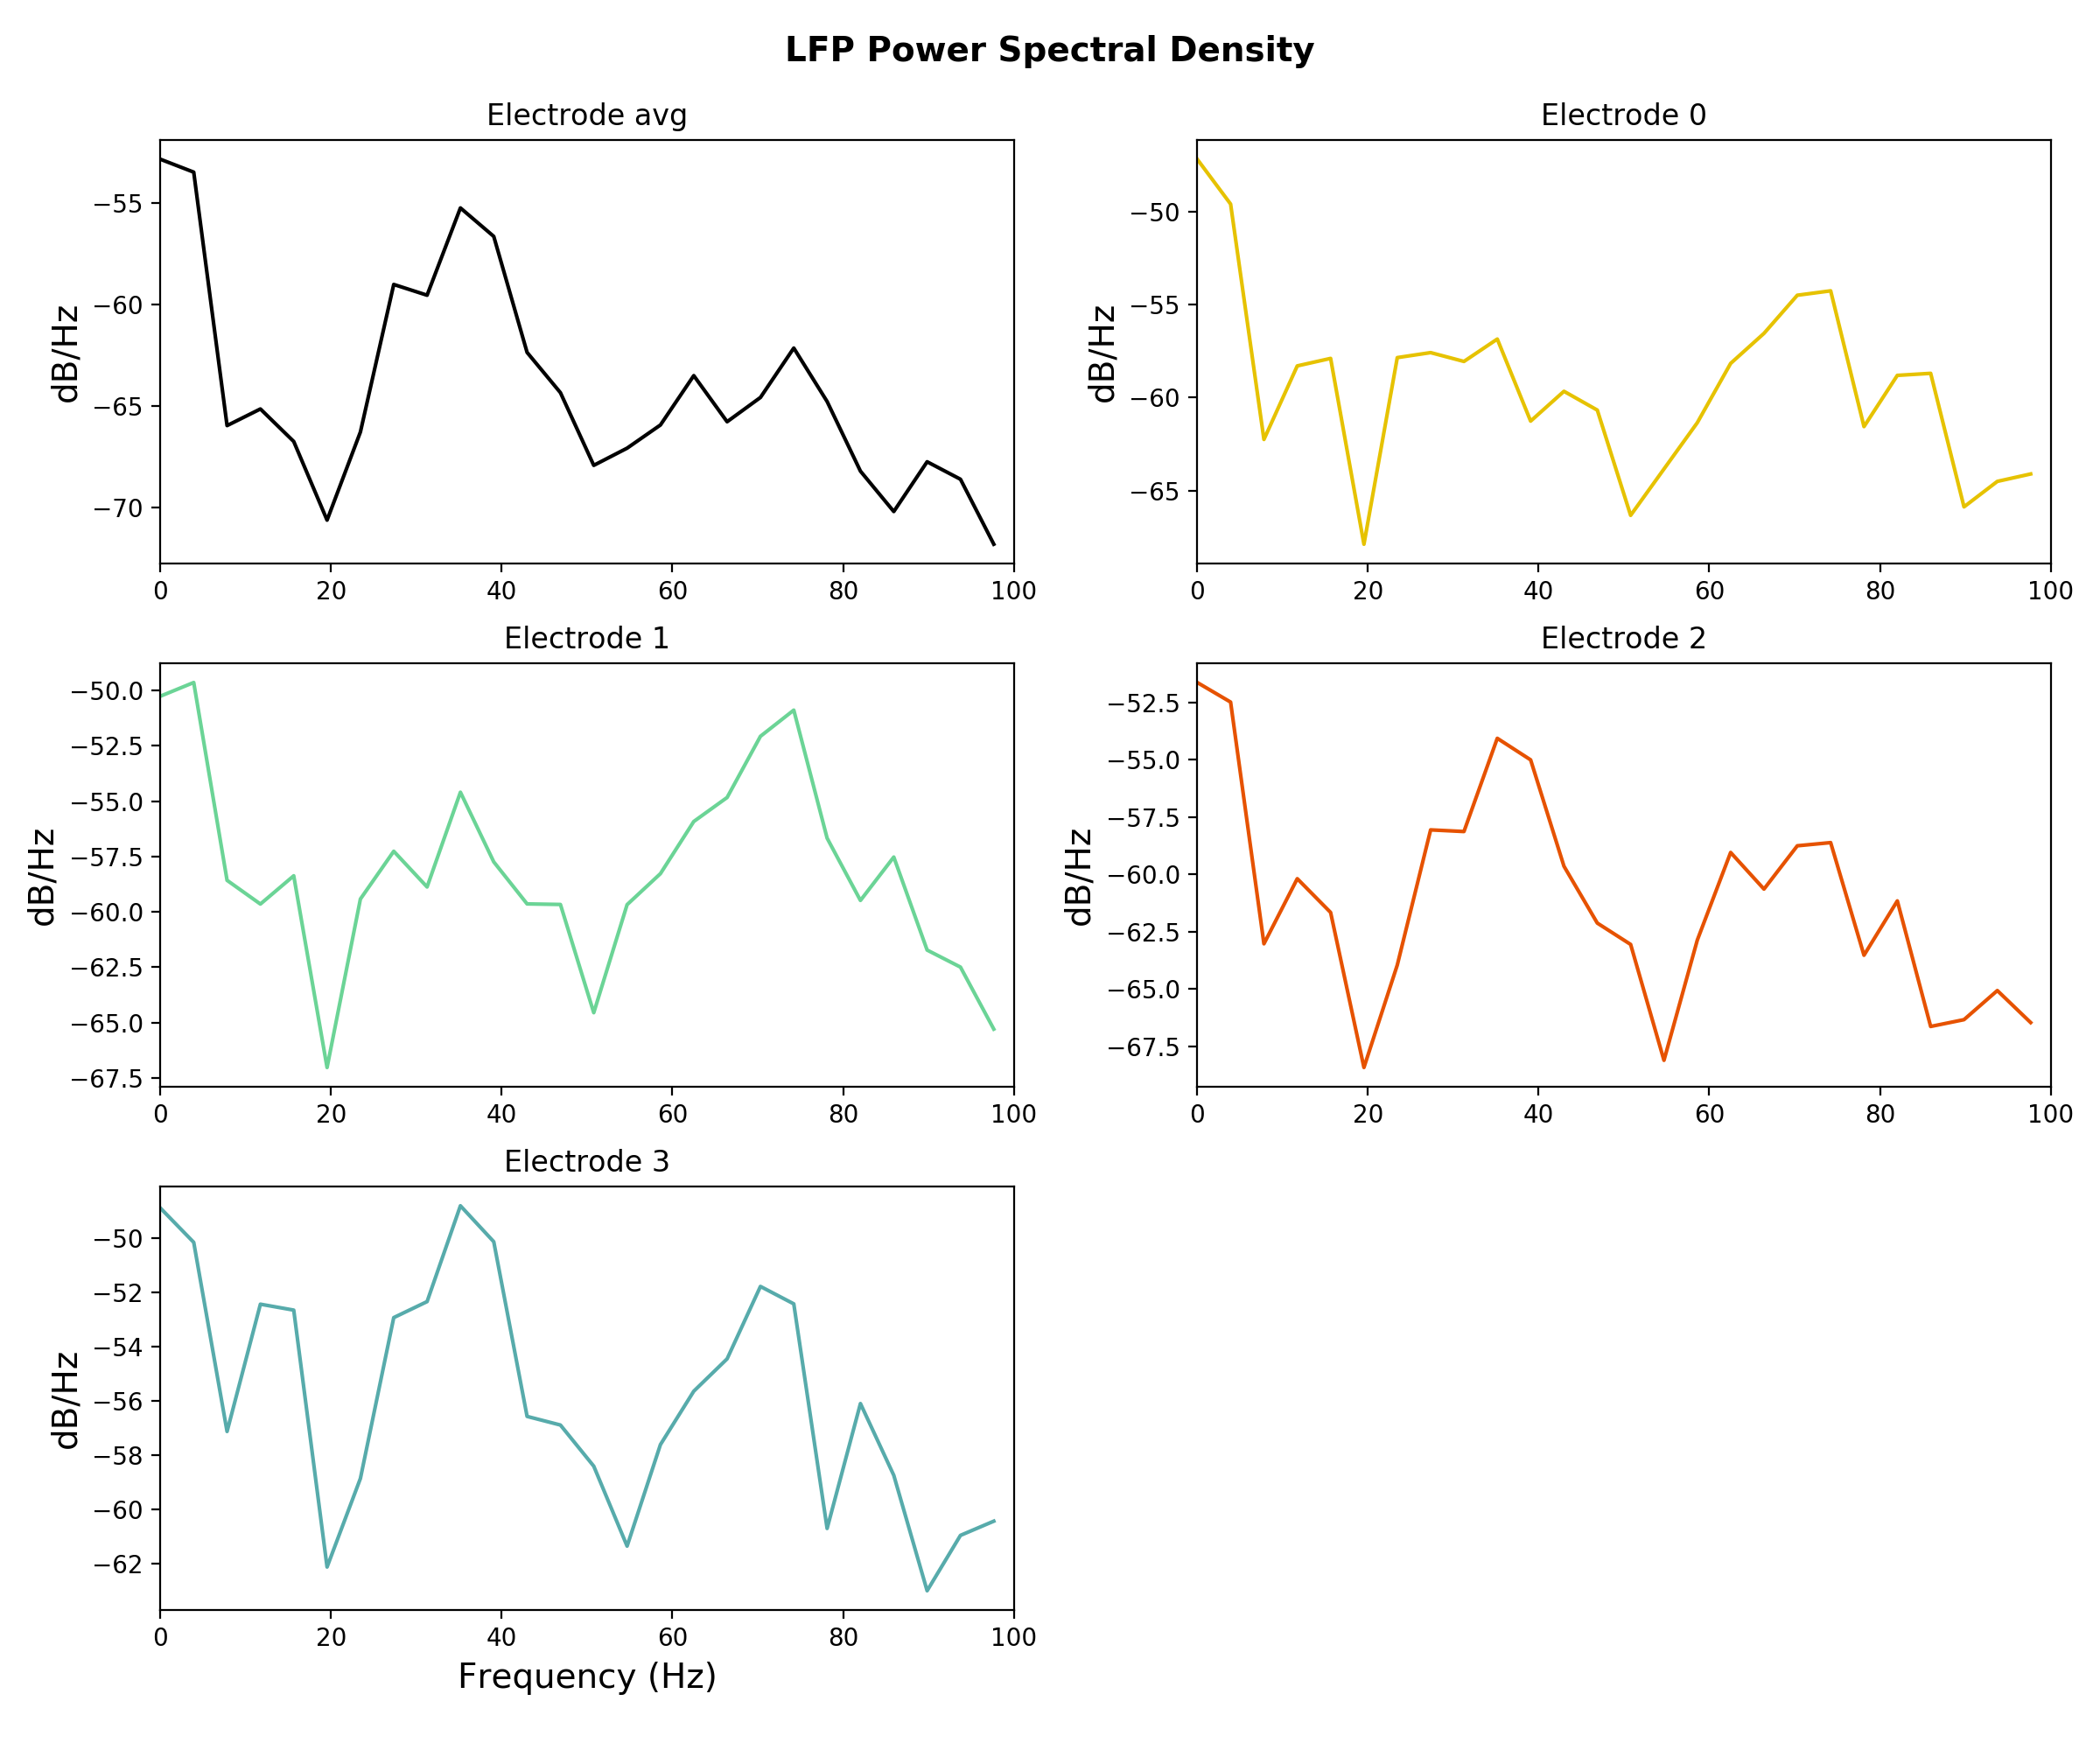 LFP Power Spectral Density
Electrode avg
dB/Hz
−55
−60
−65
−70
0 20 40 60 80 100
Electrode 0
dB/Hz
−50
−55
−60
−65
0 20 40 60 80 100
Electrode 1
dB/Hz
−50.0
−52.5
−55.0
−57.5
−60.0
−62.5
−65.0
−67.5
0 20 40 60 80 100
Electrode 2
dB/Hz
−52.5
−55.0
−57.5
−60.0
−62.5
−65.0
−67.5
0 20 40 60 80 100
Electrode 3
dB/Hz
−50
−52
−54
−56
−58
−60
−62
0 20 40 60 80 100
Frequency (Hz)